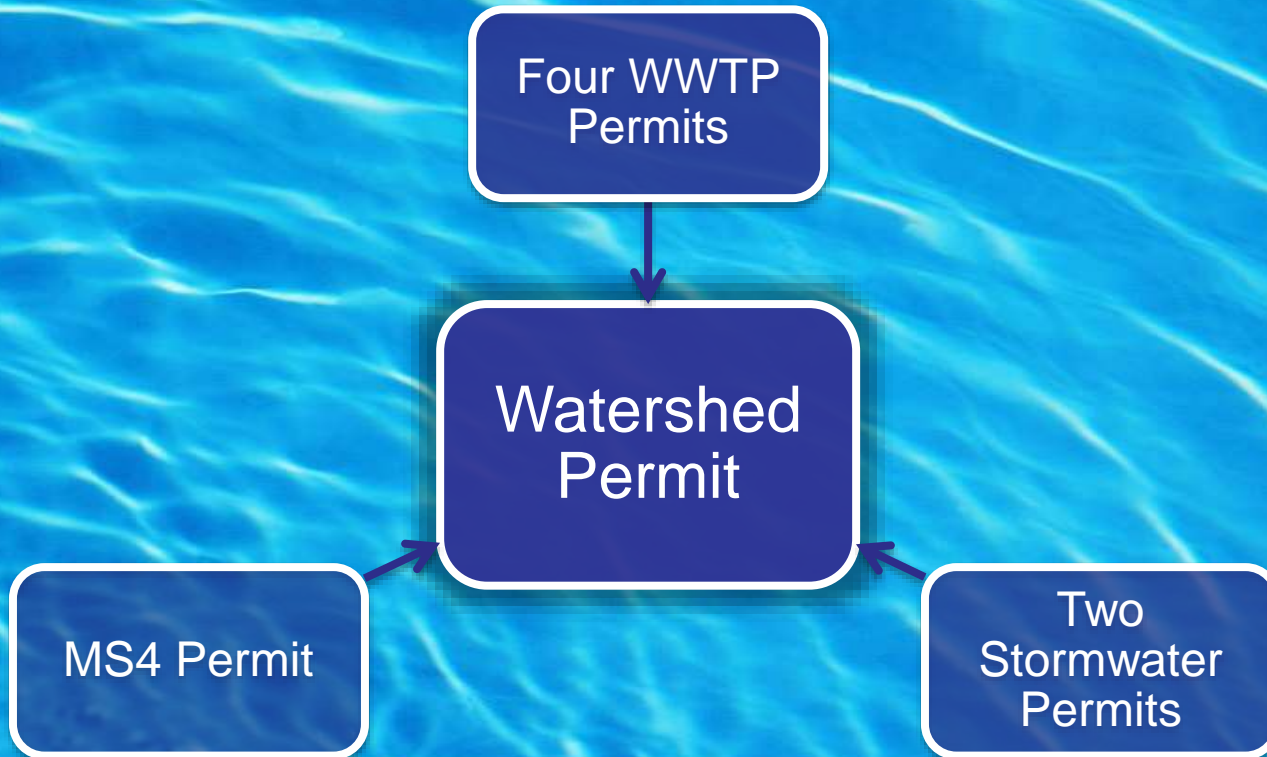 Four WWTP
Permits
Watershed
Permit
MS4 Permit
Two
Stormwater
Permits